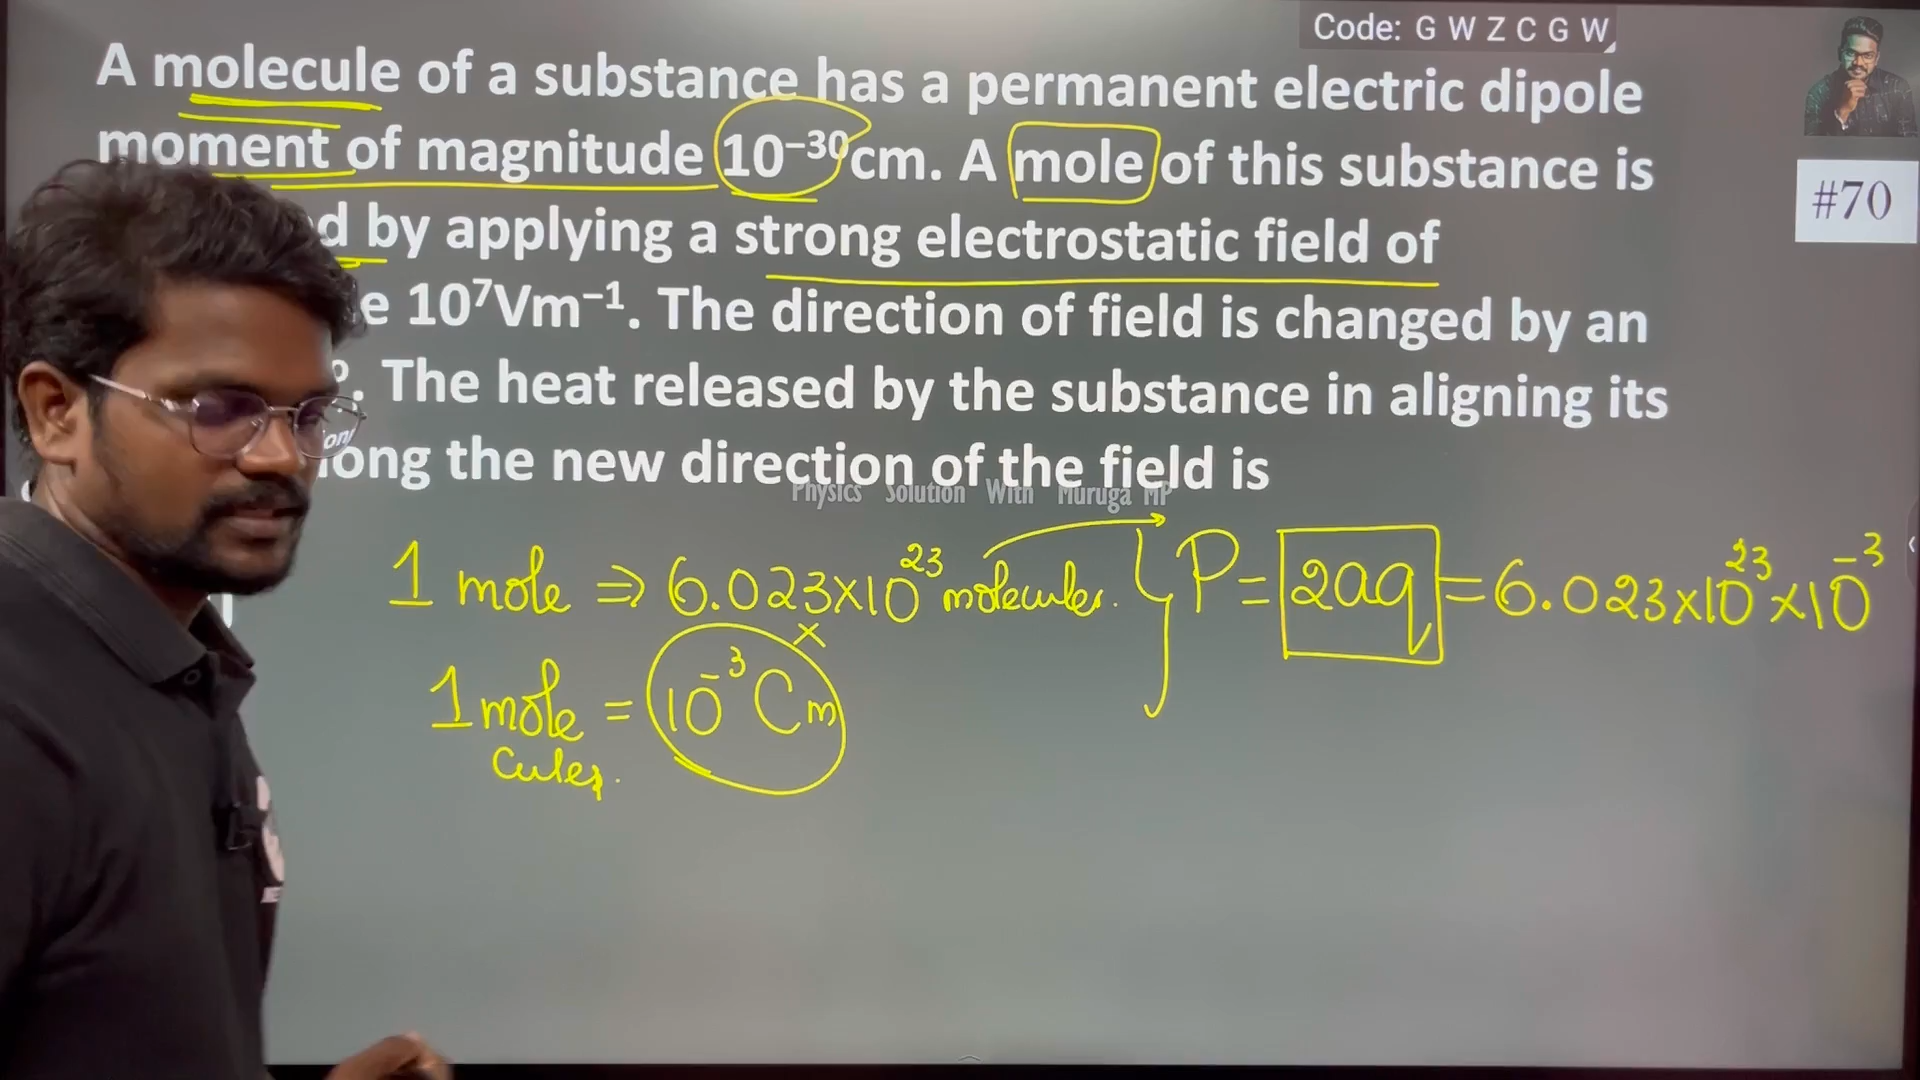 Code: G W Z C G W
A molecule of a substance has a permanent electric dipole
moment of magnitude 10⁻³⁰cm. A mole of this substance is
#70
d by applying a strong electrostatic field of
e 10⁷Vm⁻¹. The direction of field is changed by an
°. The heat released by the substance in aligning its
long the new direction of the field is
Physics Solution With Muruga MP
1 mole ⇒ 6.023×10²³ molecules. } P = 2aq = 6.023×10²³×10⁻³
×
1 mole = 10⁻³ Cm
cules.